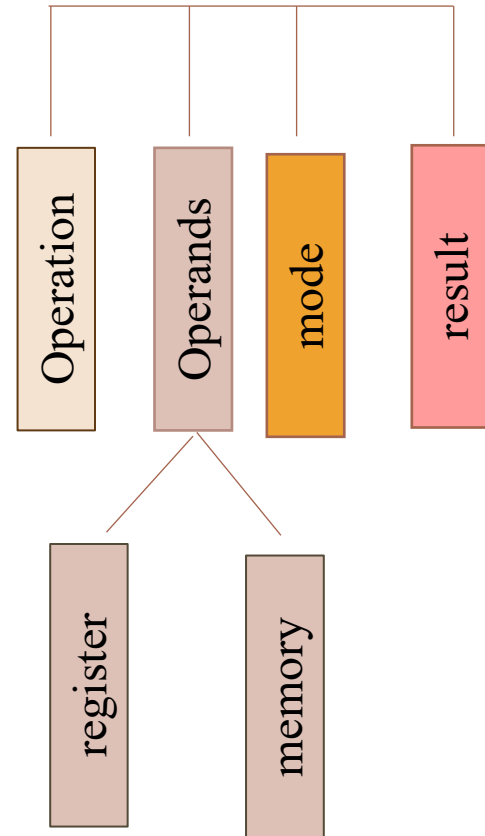 Operation
Operands
mode
result
register
memory